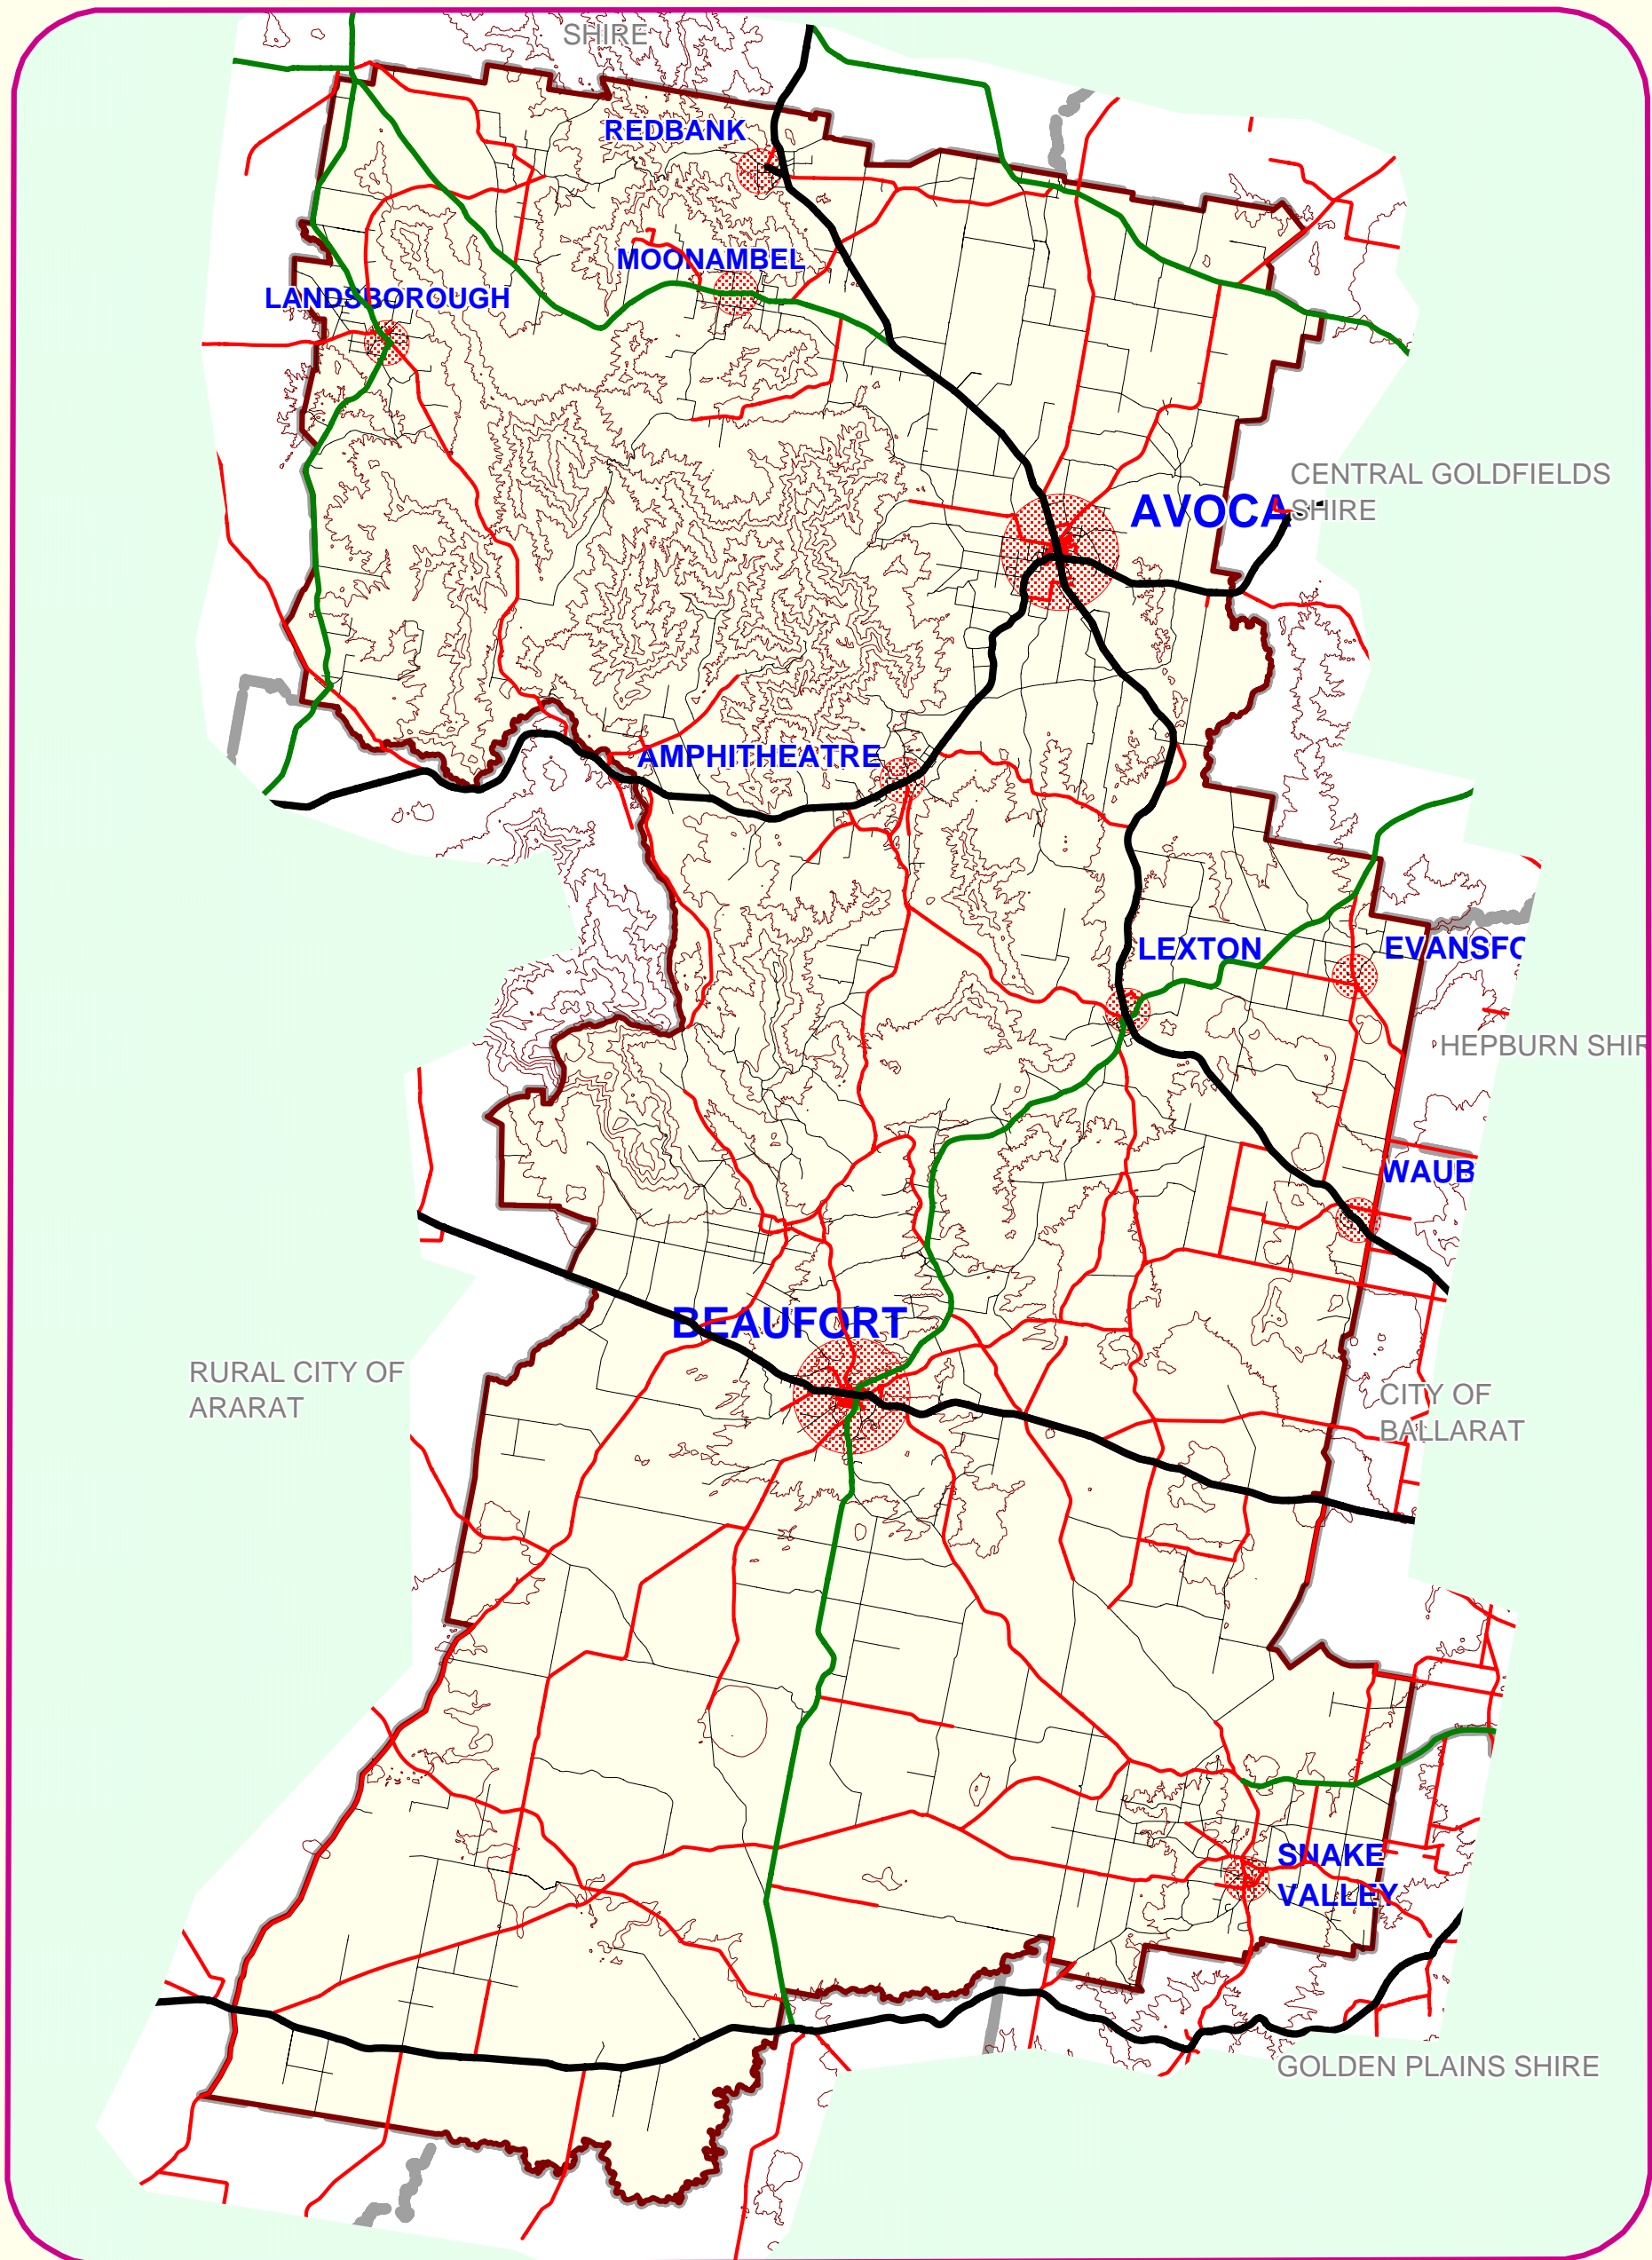 SHIRE
REDBANK
MOONAMBEL
LANDSBOROUGH
CENTRAL GOLDFIELDS
SHIRE
AVOCA
AMPHITHEATRE
LEXTON
EVANSFO
HEPBURN SHIR
WAUB
BEAUFORT
RURAL CITY OF
ARARAT
CITY OF
BALLARAT
SNAKE
VALLEY
GOLDEN PLAINS SHIRE